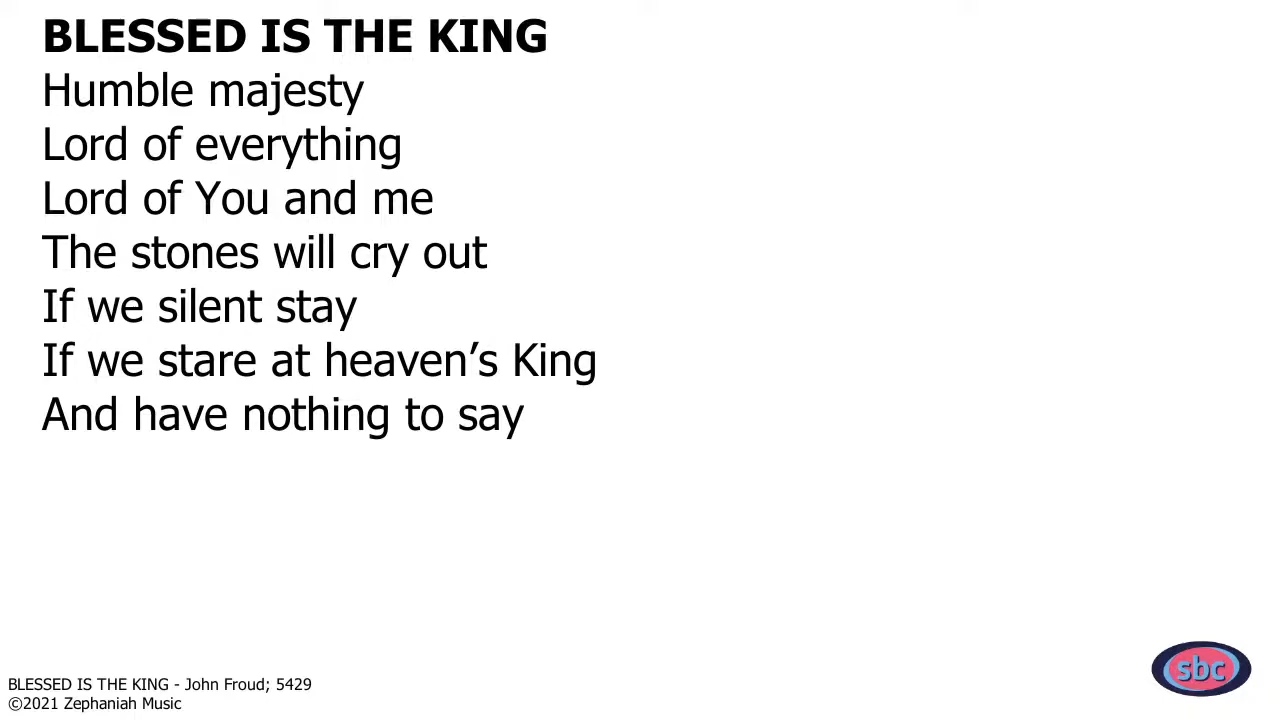 BLESSED IS THE KING
Humble majesty
Lord of everything
Lord of You and me
The stones will cry out
If we silent stay
If we stare at heaven’s King
And have nothing to say
BLESSED IS THE KING - John Froud; 5429
©2021 Zephaniah Music
sbc